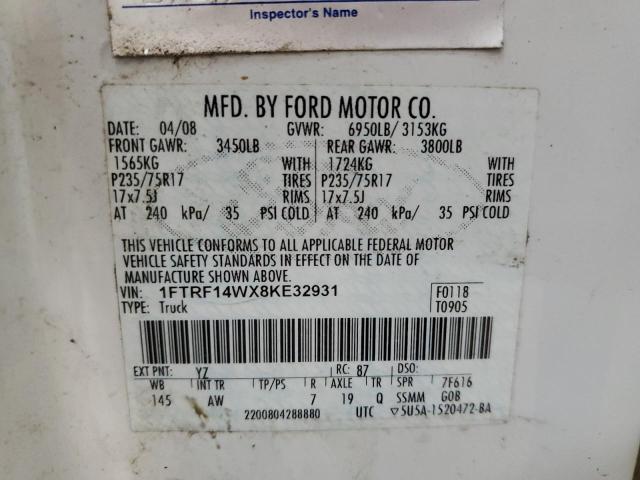 Inspector's Name
MFD. BY FORD MOTOR CO.
DATE: 04/08 GVWR: 6950LB/ 3153KG
FRONT GAWR: 3450LB REAR GAWR: 3800LB
1565KG WITH 1724KG WITH
P235/75R17 TIRES P235/75R17 TIRES
17x7.5J RIMS 17x7.5J RIMS
AT 240 kPa/ 35 PSI COLD AT 240 kPa/ 35 PSI COLD
THIS VEHICLE CONFORMS TO ALL APPLICABLE FEDERAL MOTOR
VEHICLE SAFETY STANDARDS IN EFFECT ON THE DATE OF
MANUFACTURE SHOWN ABOVE.
VIN: 1FTRF14WX8KE32931 F0118
TYPE: Truck T0905
EXT PNT: YZ RC: 87 DSO:
WB INT TR TP/PS R AXLE TR SPR 7F616
145 AW 7 19 Q SSMM GOB
2200804288880 UTC ▽5U5A-1520472-BA